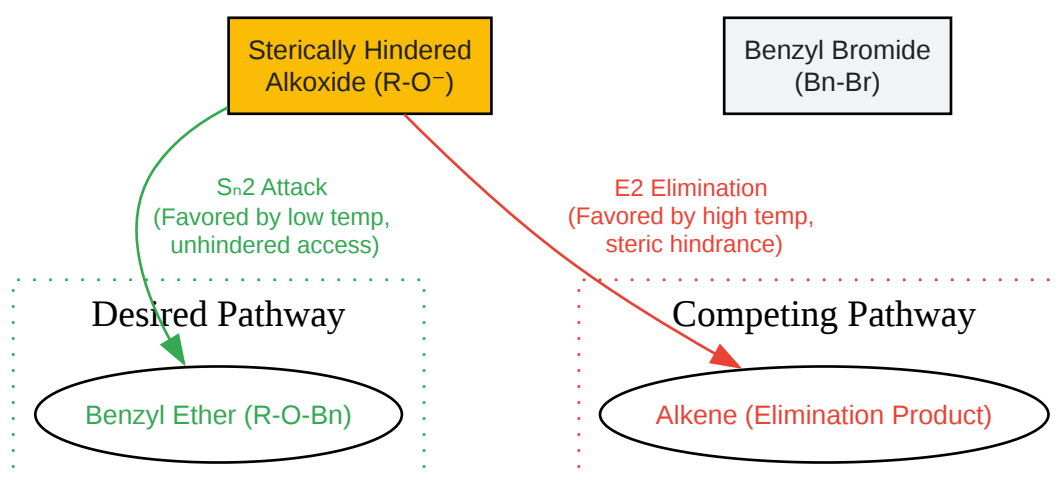 Sterically Hindered
Alkoxide (R-O⁻)
Benzyl Bromide
(Bn-Br)
Sₙ2 Attack
(Favored by low temp,
unhindered access)
E2 Elimination
(Favored by high temp,
steric hindrance)
Desired Pathway
Competing Pathway
Benzyl Ether (R-O-Bn)
Alkene (Elimination Product)